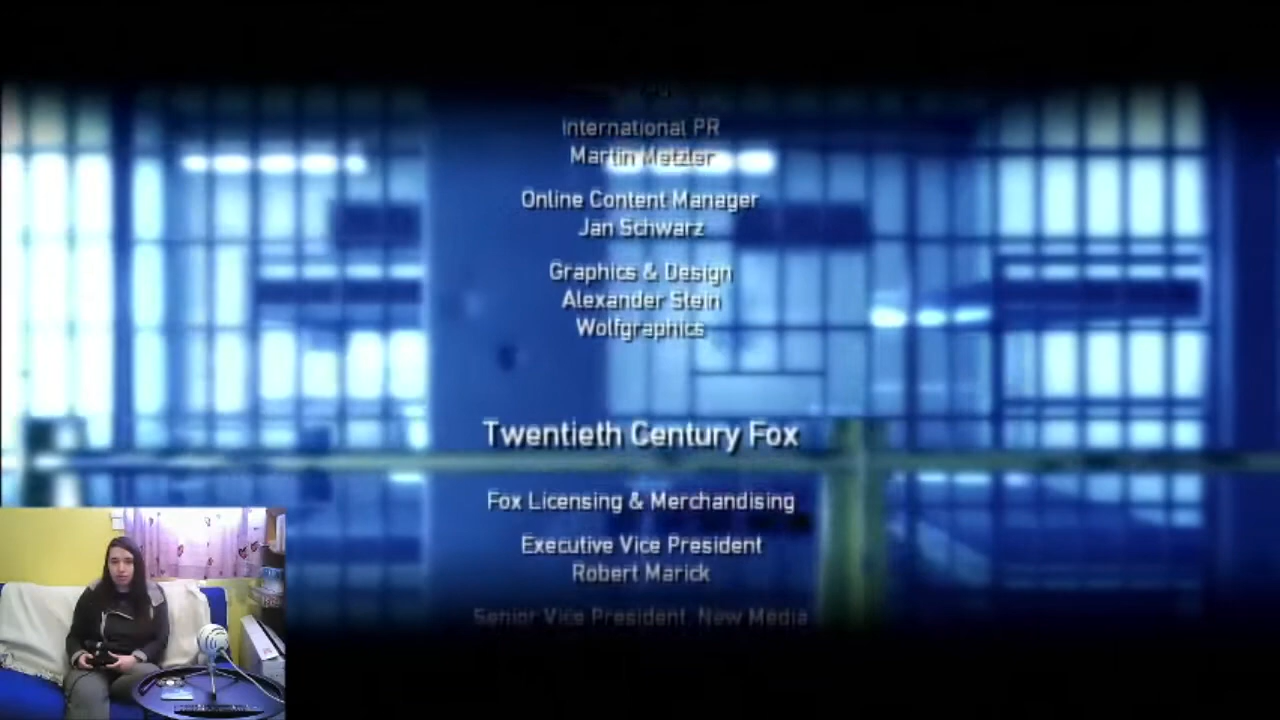 International PR
Martin Metzler
Online Content Manager
Jan Schwarz
Graphics & Design
Alexander Stein
Wolfgraphics
Twentieth Century Fox
Fox Licensing & Merchandising
Executive Vice President
Robert Marick
Senior Vice President, New Media